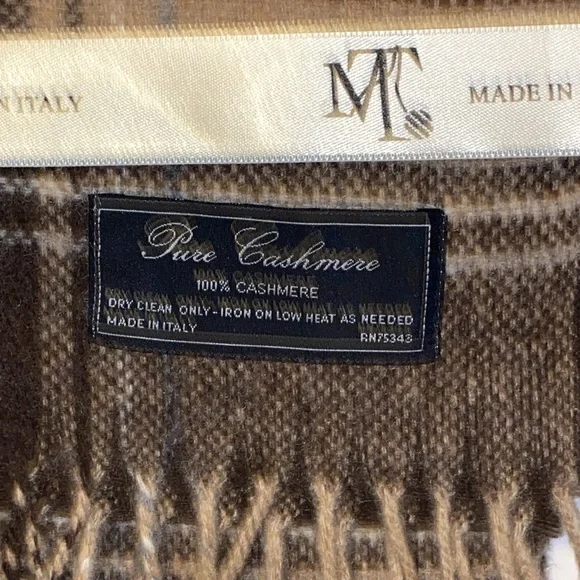 N ITALY
MT
MADE IN
Pure Cashmere
100% CASHMERE
DRY CLEAN ONLY-IRON ON LOW HEAT AS NEEDED
MADE IN ITALY RN75343